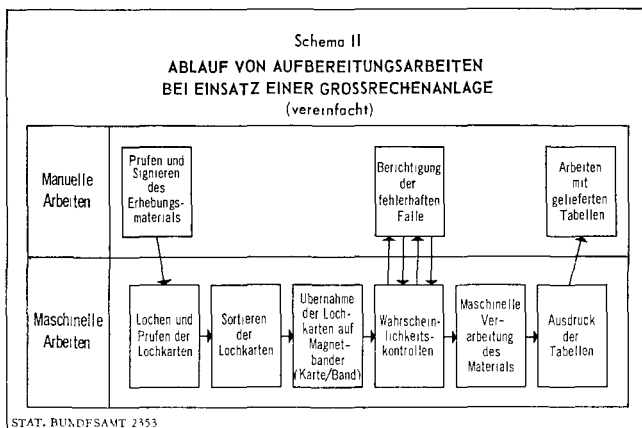 Schema II
ABLAUF VON AUFBEREITUNGSARBEITEN
BEI EINSATZ EINER GROSSRECHENANLAGE
(vereinfacht)
Manuelle
Arbeiten
Prufen und
Signieren
des
Erhebungs-
materials
Berichtigung
der
fehlerhaften
Falle
Arbeiten
mit
gelieferten
Tabellen
Maschinelle
Arbeiten
Lochen und
Prufen der
Lochkarten
Sortieren
der
Lochkarten
Ubernahme
der Loch-
karten auf
Magnet-
bander
(Karte/Band)
Wahrschein-
lichkeits-
kontrollen
Maschinelle
Ver-
arbeitung
des
Materials
Ausdruck
der
Tabellen
STAT. BUNDESAMT 2353